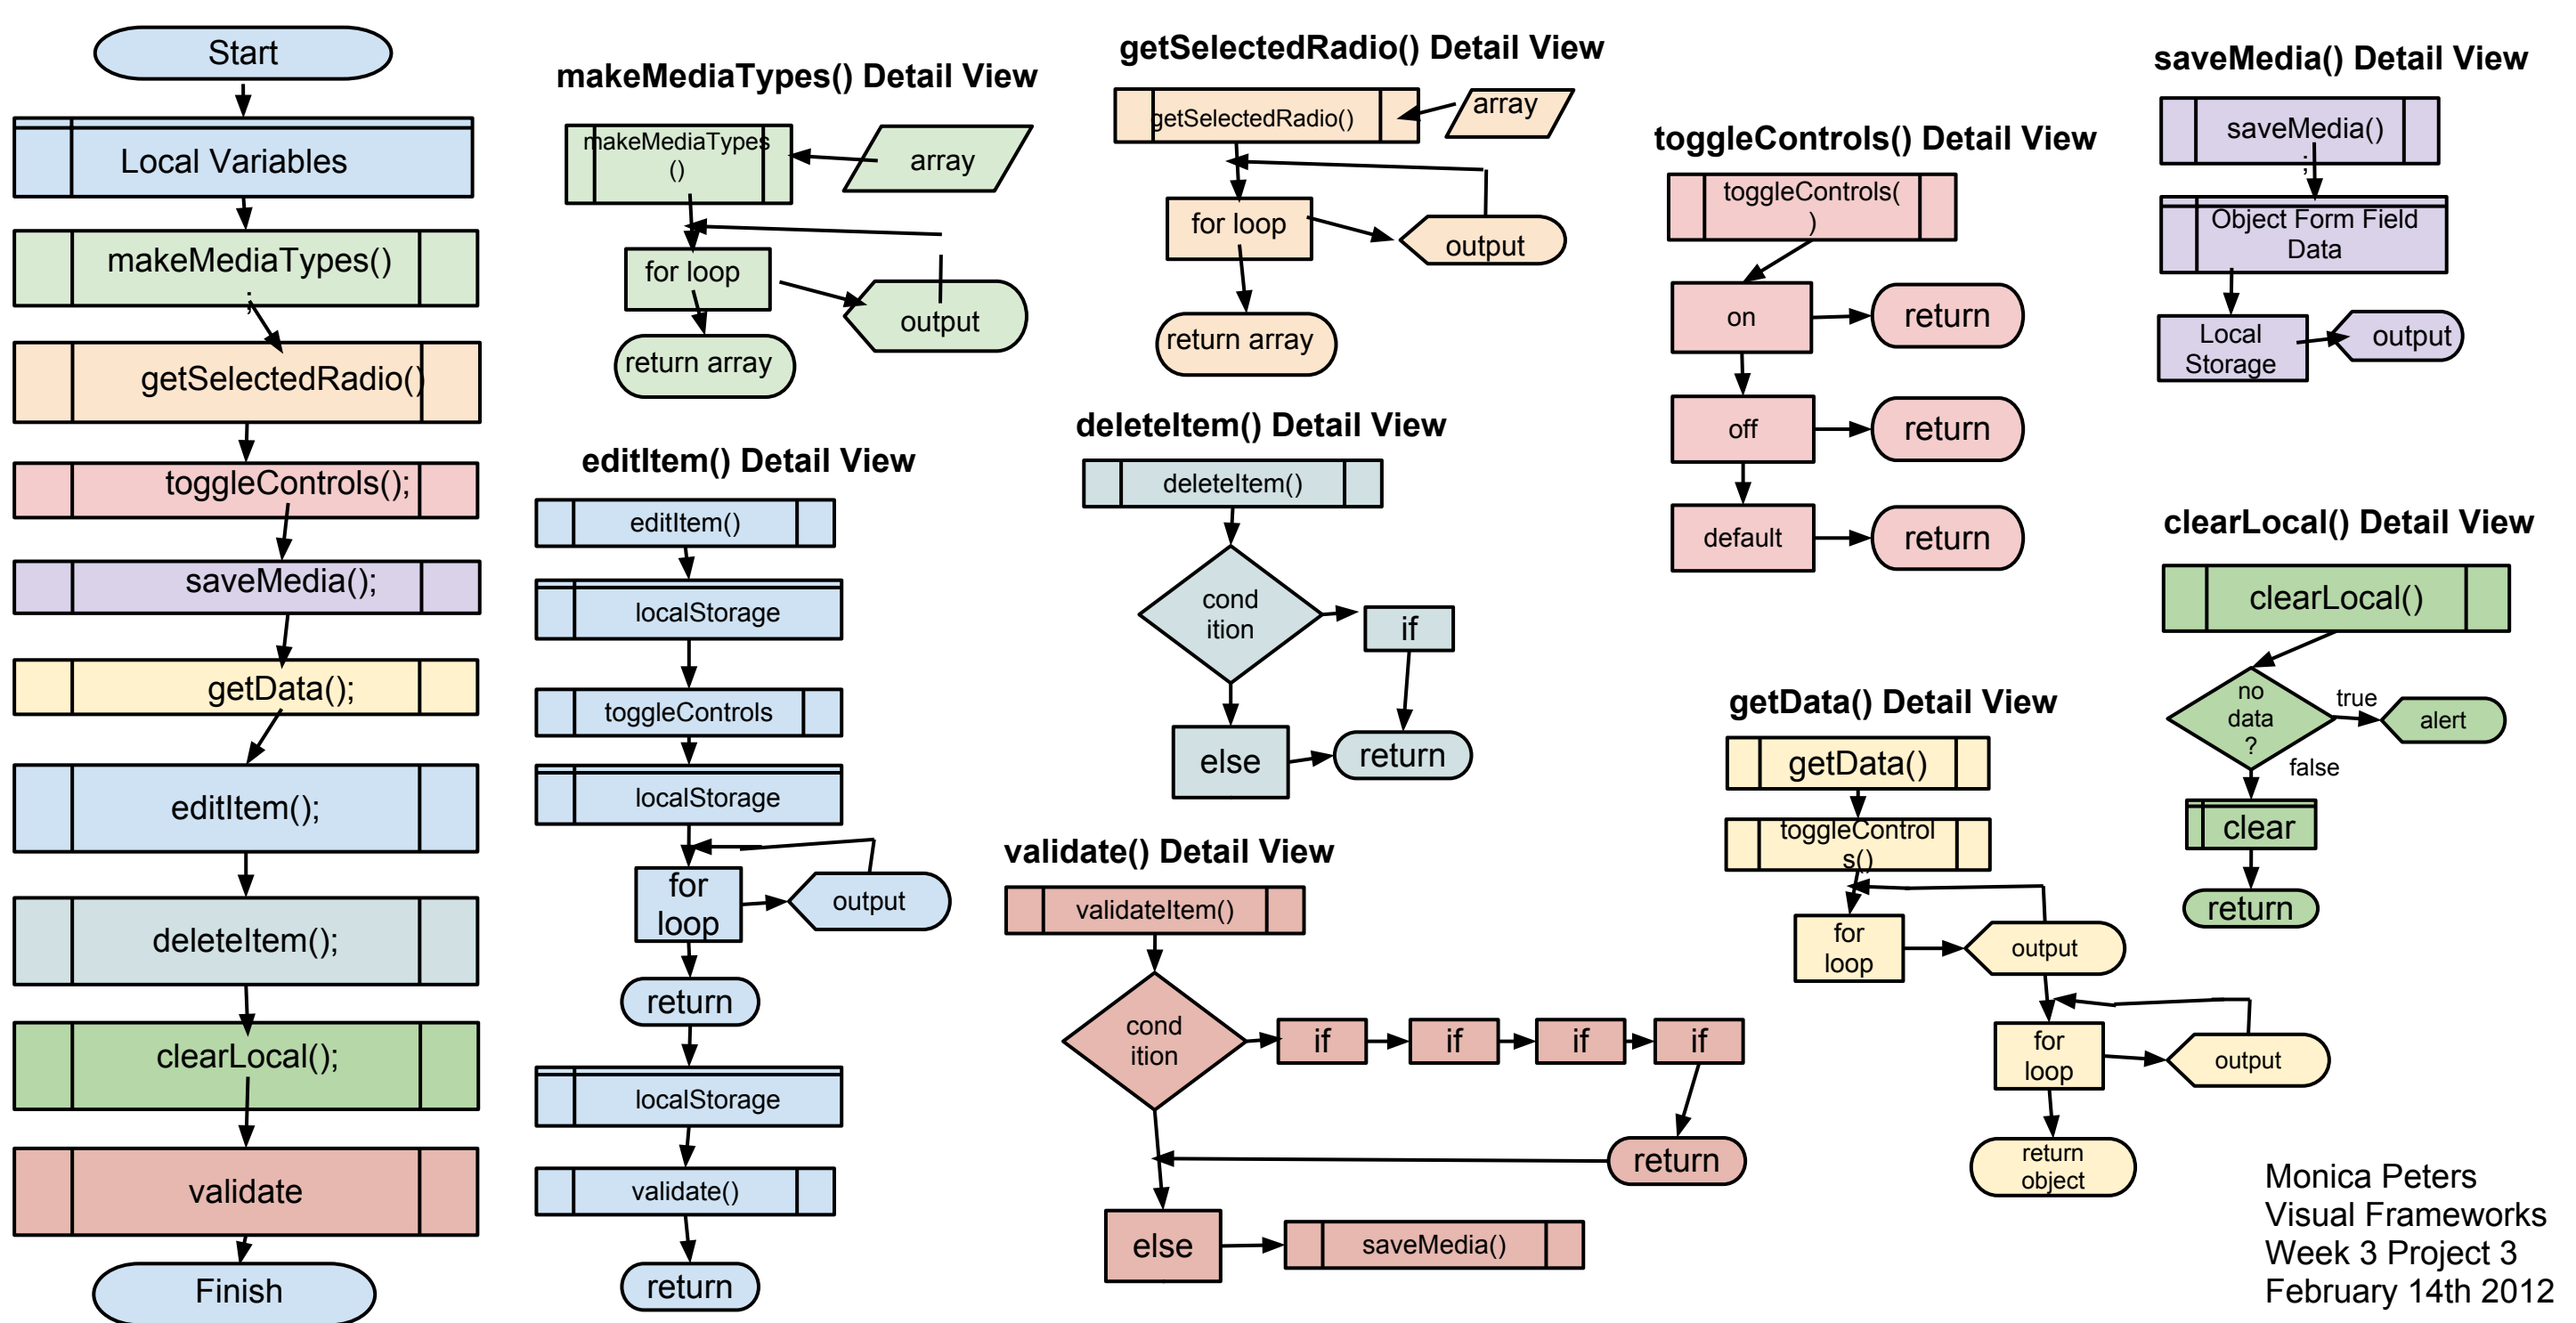 Start
Local Variables
makeMediaTypes()
;
getSelectedRadio()
toggleControls();
saveMedia();
getData();
editItem();
deleteItem();
clearLocal();
validate
Finish
makeMediaTypes() Detail View
makeMediaTypes
()
array
for loop
output
return array
getSelectedRadio() Detail View
getSelectedRadio()
array
for loop
output
return array
toggleControls() Detail View
toggleControls(
)
on
return
off
return
default
return
saveMedia() Detail View
saveMedia()
;
Object Form Field
Data
Local
Storage
output
editItem() Detail View
editItem()
localStorage
toggleControls
localStorage
for
loop
output
return
localStorage
validate()
return
deleteItem() Detail View
deleteItem()
cond
ition
if
else
return
validate() Detail View
validateItem()
cond
ition
if
if
if
if
return
else
saveMedia()
getData() Detail View
getData()
toggleControl
s()
for
loop
output
for
loop
output
return
object
clearLocal() Detail View
clearLocal()
no
data
?
true
alert
false
clear
return
Monica Peters
Visual Frameworks
Week 3 Project 3
February 14th 2012